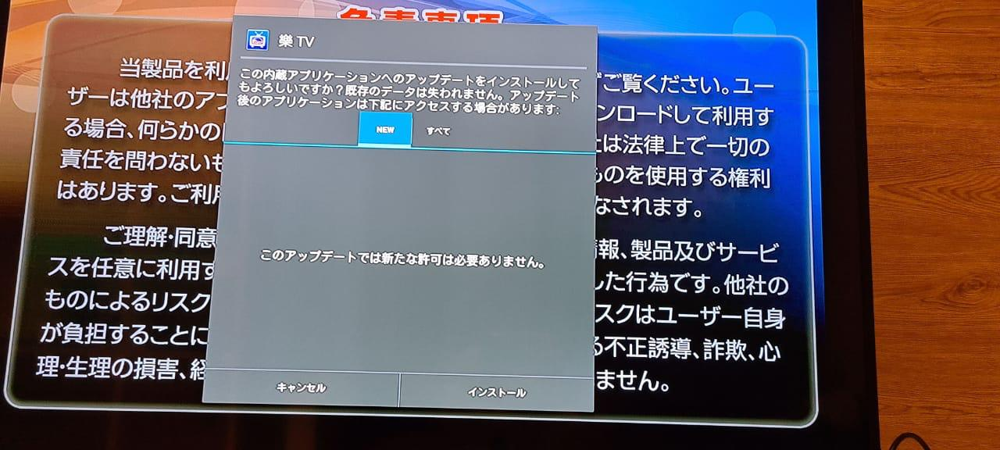 免責事項
樂 TV
この内蔵アプリケーションへのアップデートをインストールして
もよろしいですか？既存のデータは失われません。アップデート
後のアプリケーションは下記にアクセスする場合があります:
NEW
すべて
このアップデートでは新たな許可は必要ありません。
キャンセル
インストール
当製品を利
ザーは他社のア
る場合、何らかの
責任を問わないも
はあります。ご利
ご理解・同意
スを任意に利用す
ものによるリスク
が負担することに
理・生理の損害、経
ご覧ください。ユー
ンロードして利用す
は法律上で一切の
ものを使用する権利
なされます。
情報、製品及びサービ
した行為です。他社の
スクはユーザー自身
る不正誘導、詐欺、心
ません。